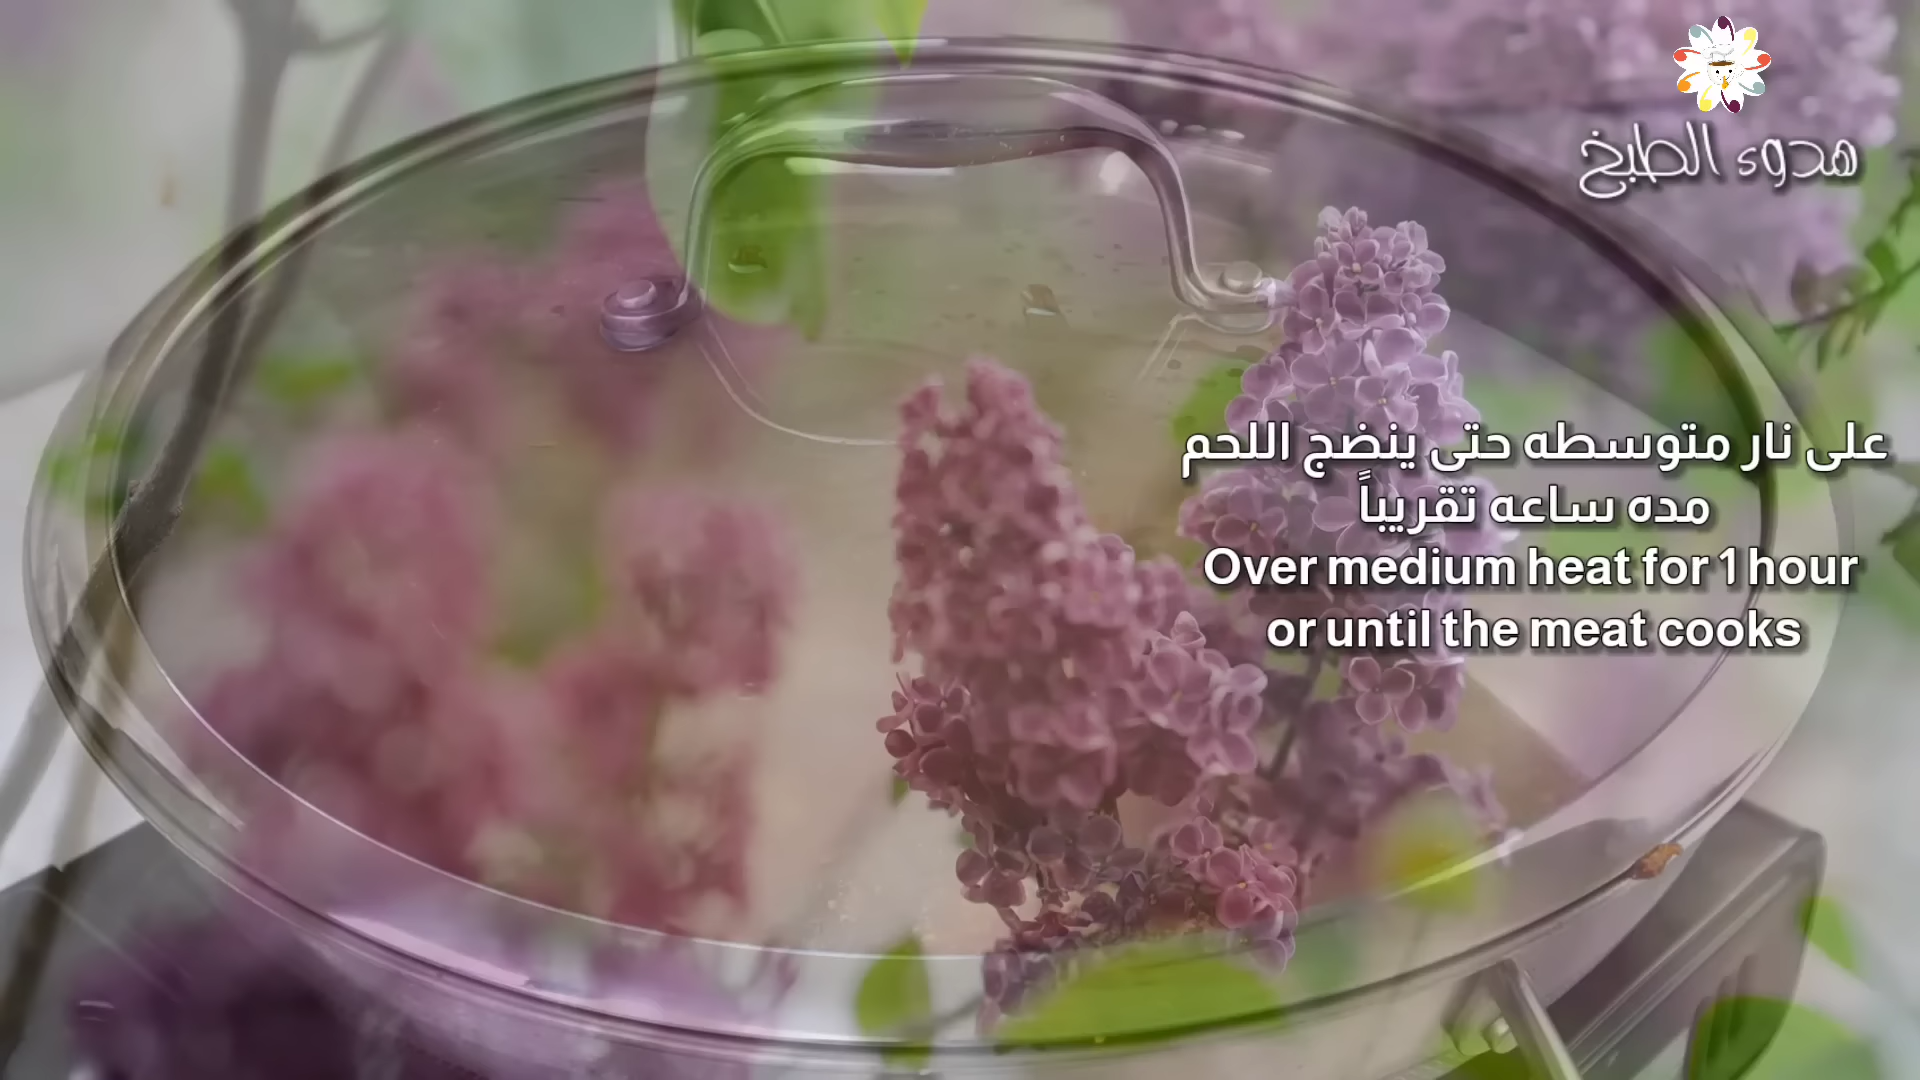 هدوء الطبخ
على نار متوسطه حتى ينضج اللحم
مده ساعه تقريباً
Over medium heat for 1 hour
or until the meat cooks